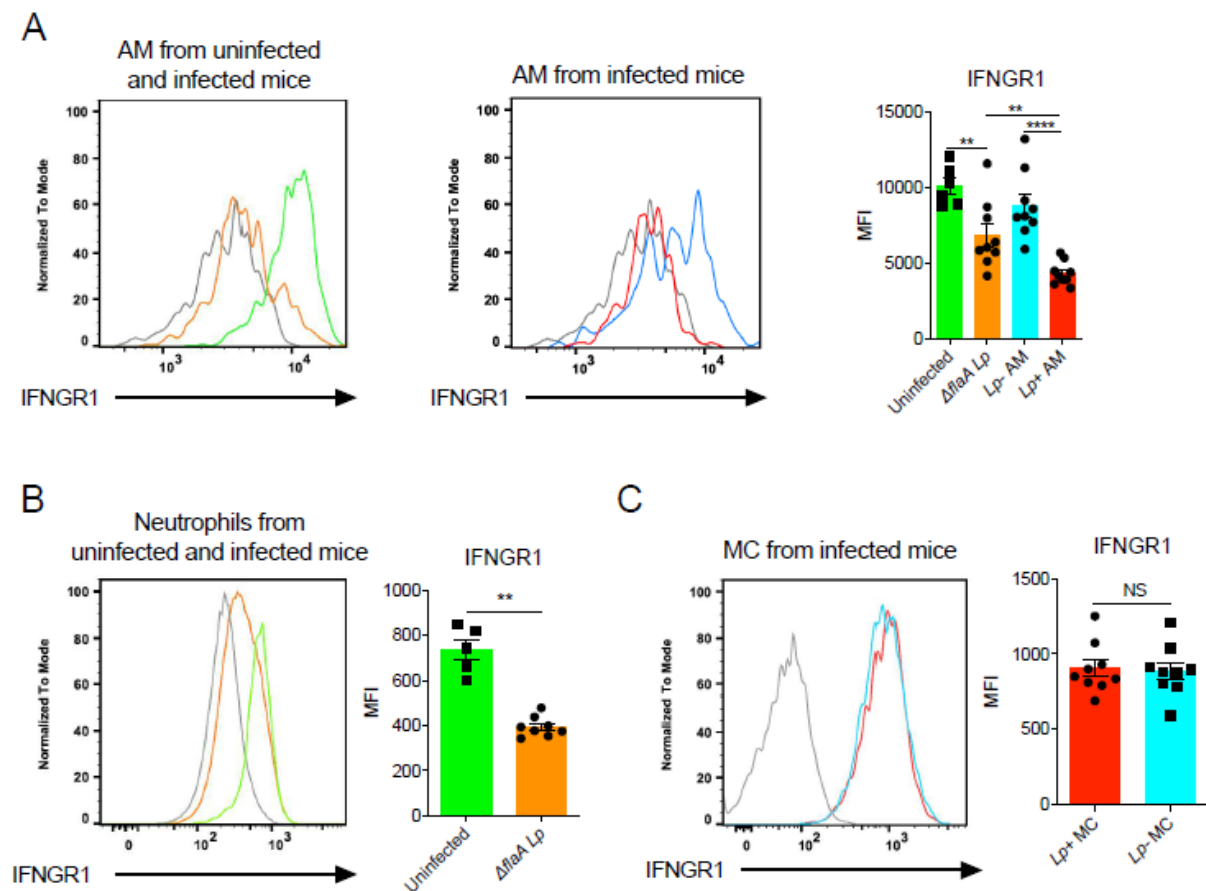 A
AM from uninfected
and infected mice
Normalized To Mode
100
80
60
40
20
0
10³
10⁴
IFNGR1
AM from infected mice
Normalized To Mode
100
80
60
40
20
0
10³
10⁴
IFNGR1
IFNGR1
MFI
15000
10000
5000
0
**
**
****
Uninfected
ΔflaA Lp
Lp- AM
Lp+ AM
B
Neutrophils from
uninfected and infected mice
Normalized To Mode
100
80
60
40
20
0
0
10²
10³
IFNGR1
IFNGR1
MFI
1000
800
600
400
200
0
**
Uninfected
ΔflaA Lp
C
MC from infected mice
Normalized To Mode
100
80
60
40
20
0
0
10²
10³
IFNGR1
IFNGR1
MFI
1500
1000
500
0
NS
Lp+ MC
Lp- MC